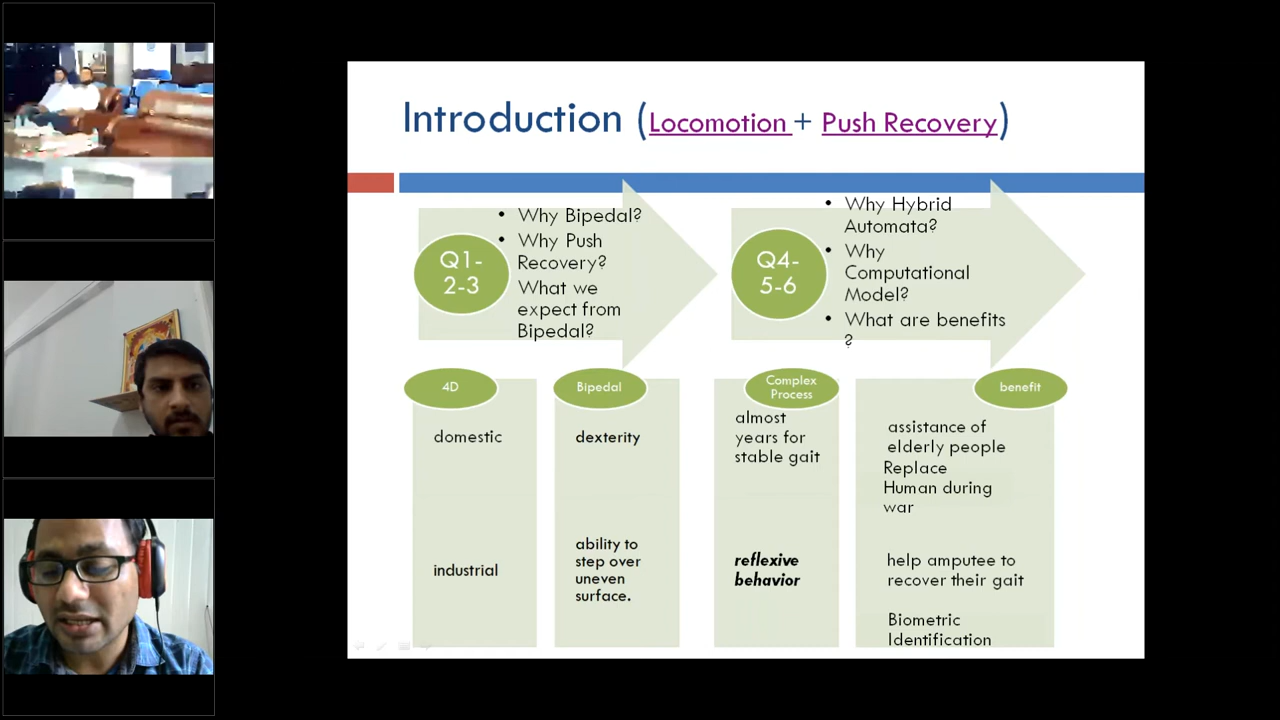 Introduction (Locomotion + Push Recovery)
• Why Bipedal?
• Why Push
Recovery?
What we
expect from
Bipedal?
Q1-
2-3
• Why Hybrid
Automata?
• Why
Computational
Model?
• What are benefits
?
Q4-
5-6
4D
domestic
industrial
Bipedal
dexterity
ability to
step over
uneven
surface.
Complex
Process
almost
years for
stable gait
reflexive
behavior
benefit
assistance of
elderly people
Replace
Human during
war
help amputee to
recover their gait
Biometric
Identification